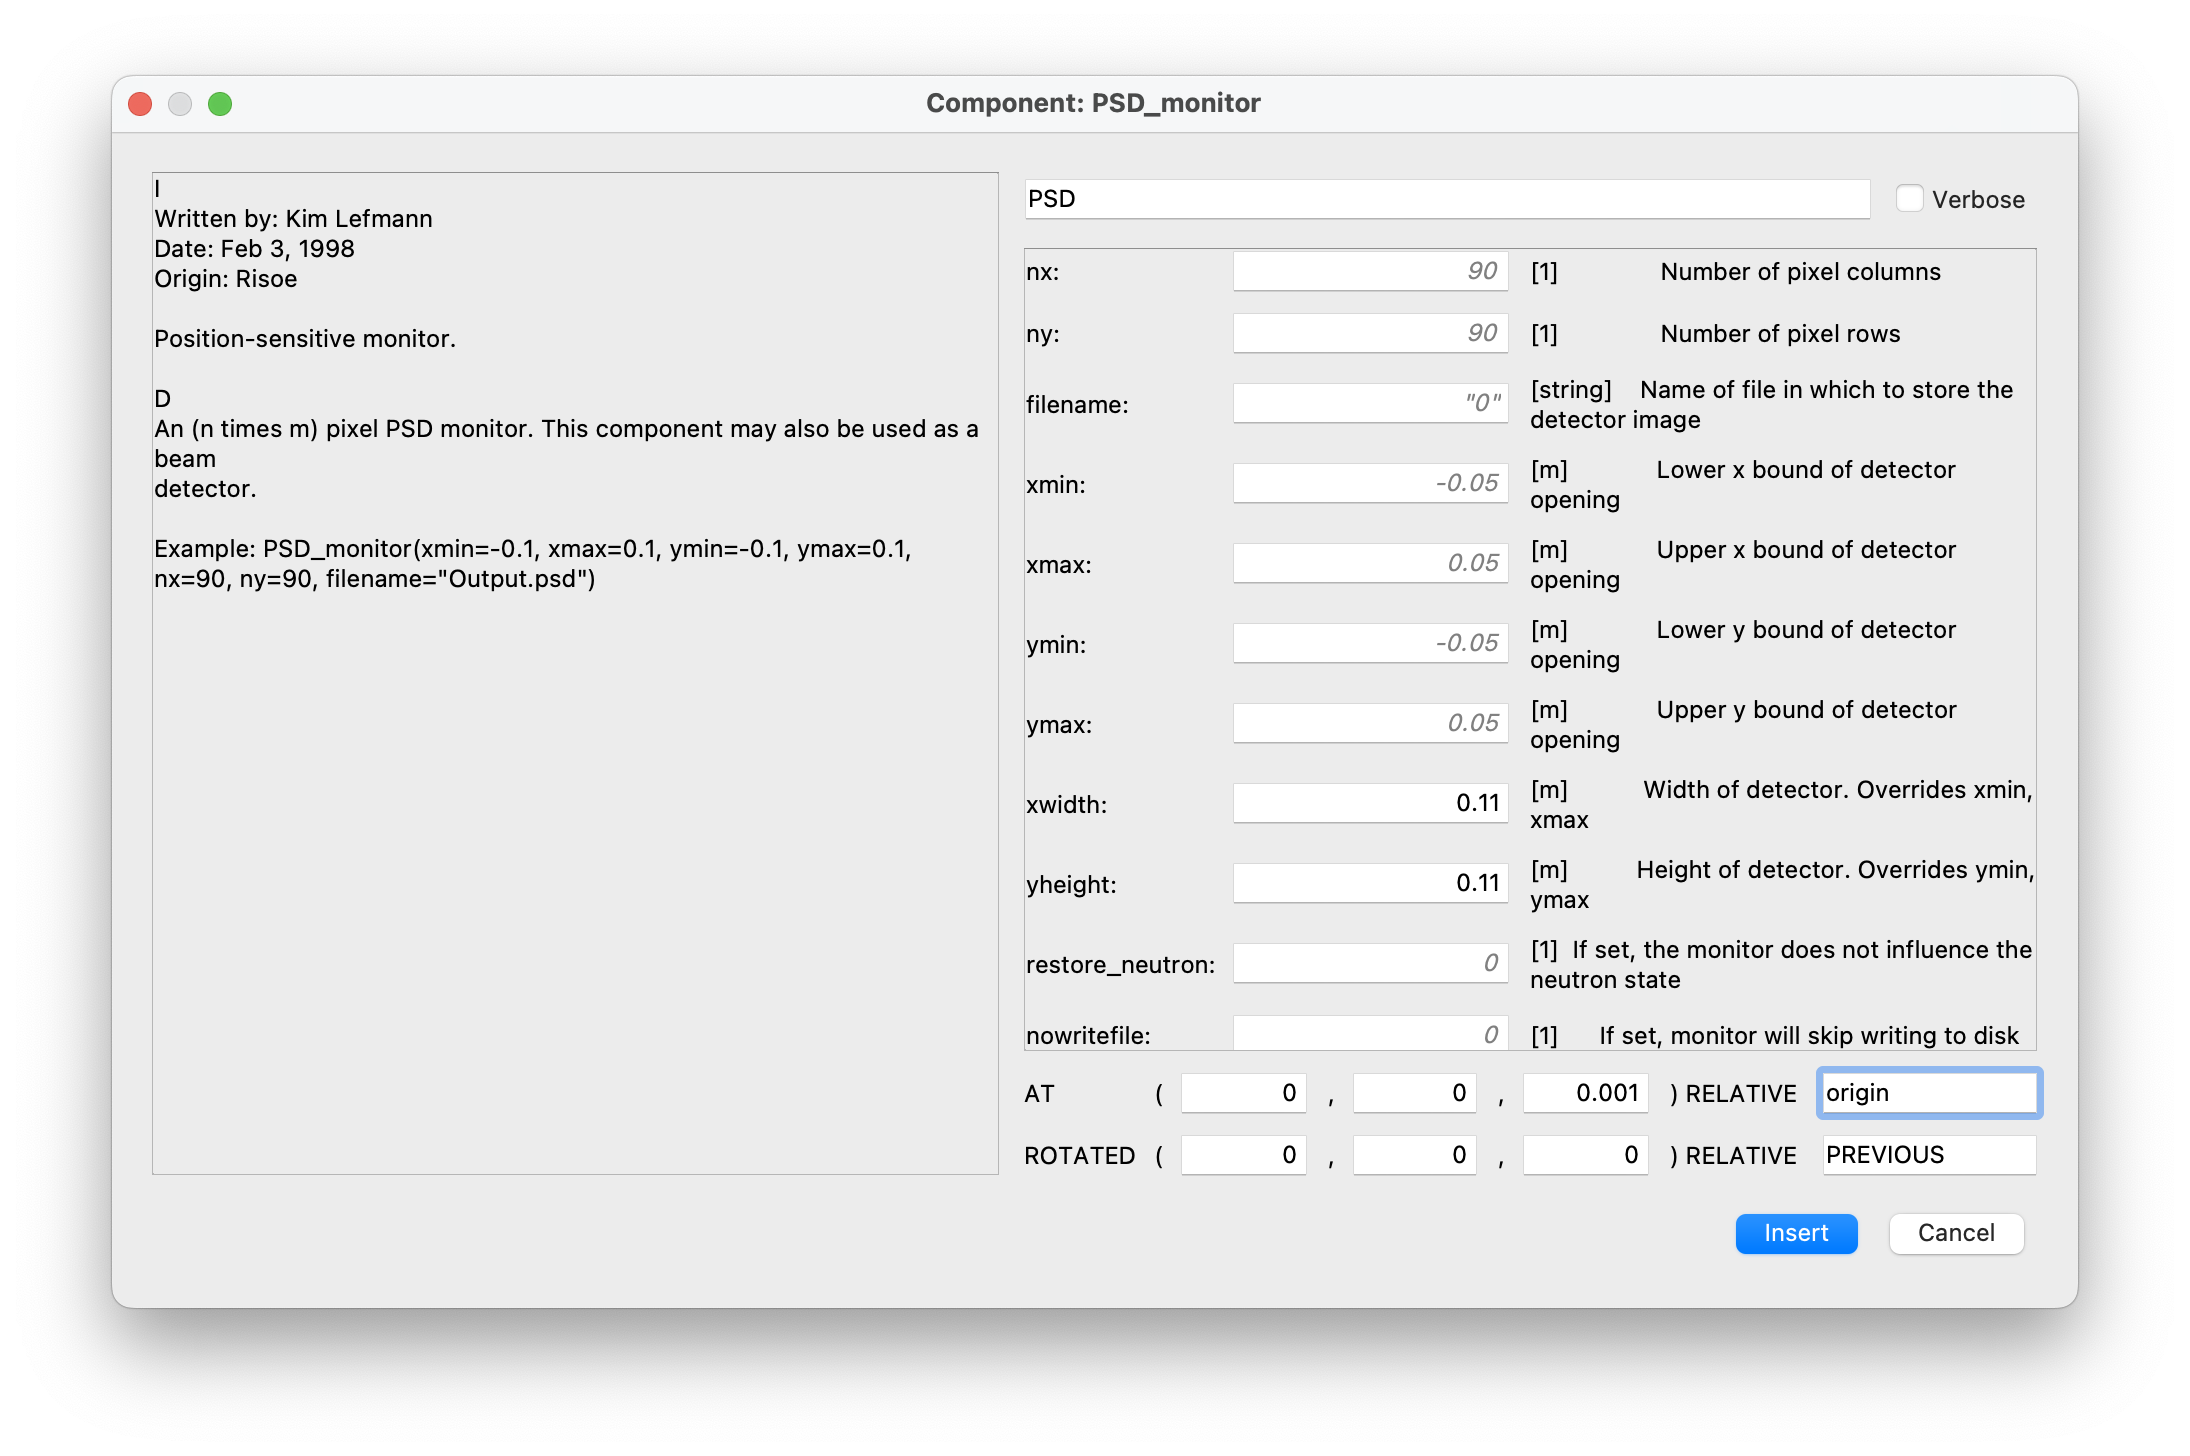 Component: PSD_monitor
I
Written by: Kim Lefmann
Date: Feb 3, 1998
Origin: Risoe
Position-sensitive monitor.
D
An (n times m) pixel PSD monitor. This component may also be used as a
beam
detector.
Example: PSD_monitor(xmin=-0.1, xmax=0.1, ymin=-0.1, ymax=0.1,
nx=90, ny=90, filename="Output.psd")
PSD Verbose
nx: 90 [1] Number of pixel columns
ny: 90 [1] Number of pixel rows
filename: "0" [string] Name of file in which to store the
detector image
xmin: -0.05 [m] Lower x bound of detector
opening
xmax: 0.05 [m] Upper x bound of detector
opening
ymin: -0.05 [m] Lower y bound of detector
opening
ymax: 0.05 [m] Upper y bound of detector
opening
xwidth: 0.11 [m] Width of detector. Overrides xmin,
xmax
yheight: 0.11 [m] Height of detector. Overrides ymin,
ymax
restore_neutron: 0 [1] If set, the monitor does not influence the
neutron state
nowritefile: 0 [1] If set, monitor will skip writing to disk
AT ( 0 , 0 , 0.001 ) RELATIVE origin
ROTATED ( 0 , 0 , 0 ) RELATIVE PREVIOUS
Insert Cancel